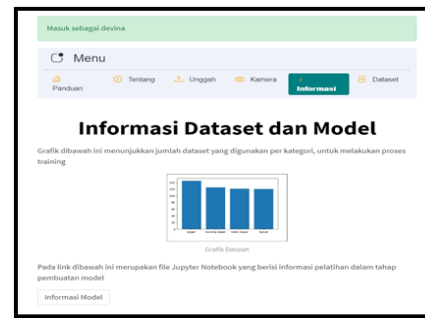 Masuk sebagai devina
Menu
Panduan
Tentang
Unggah
Kamera
Informasi
Dataset
Informasi Dataset dan Model
Grafik dibawah ini menunjukkan jumlah dataset yang digunakan per kategori, untuk melakukan proses
training
Grafik Dataset
Pada link dibawah ini merupakan file Jupyter Notebook yang berisi informasi pelatihan dalam tahap
pembuatan model
Informasi Model